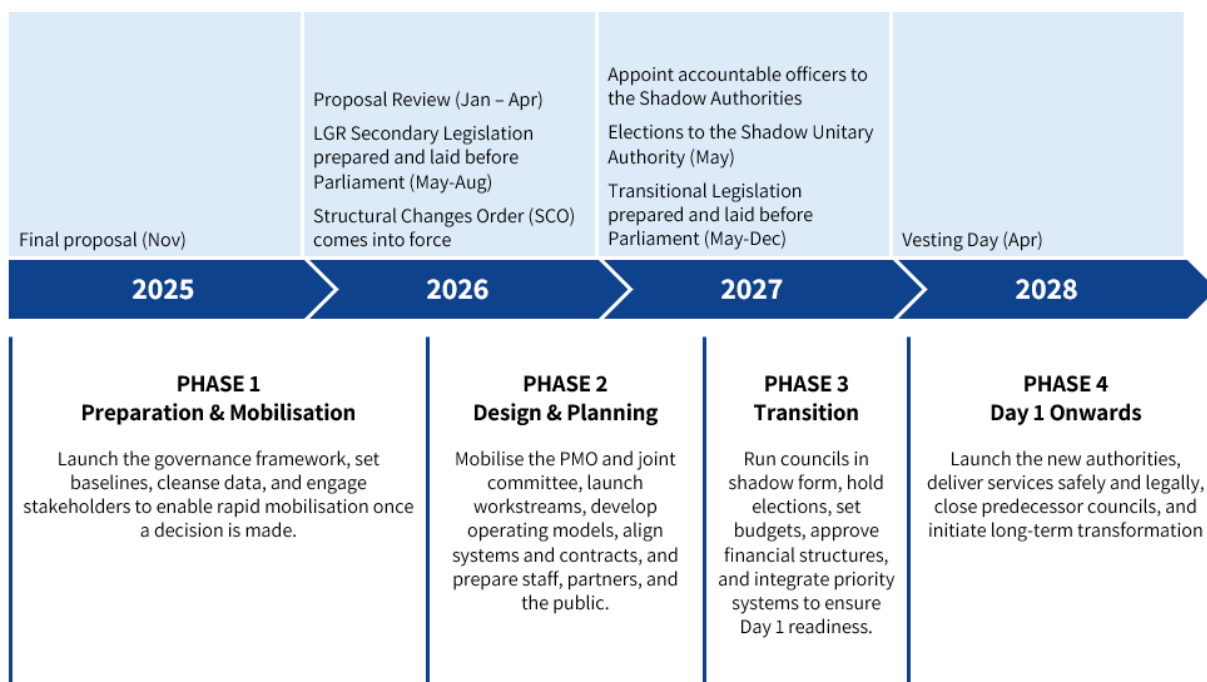 Final proposal (Nov)
Proposal Review (Jan – Apr)
LGR Secondary Legislation
prepared and laid before
Parliament (May-Aug)
Structural Changes Order (SCO)
comes into force
Appoint accountable officers to
the Shadow Authorities
Elections to the Shadow Unitary
Authority (May)
Transitional Legislation
prepared and laid before
Parliament (May-Dec)
Vesting Day (Apr)
2025
2026
2027
2028
PHASE 1
Preparation & Mobilisation
Launch the governance framework, set
baselines, cleanse data, and engage
stakeholders to enable rapid mobilisation once
a decision is made.
PHASE 2
Design & Planning
Mobilise the PMO and joint
committee, launch
workstreams, develop
operating models, align
systems and contracts, and
prepare staff, partners, and
the public.
PHASE 3
Transition
Run councils in
shadow form, hold
elections, set
budgets, approve
financial structures,
and integrate priority
systems to ensure
Day 1 readiness.
PHASE 4
Day 1 Onwards
Launch the new authorities,
deliver services safely and legally,
close predecessor councils, and
initiate long-term transformation